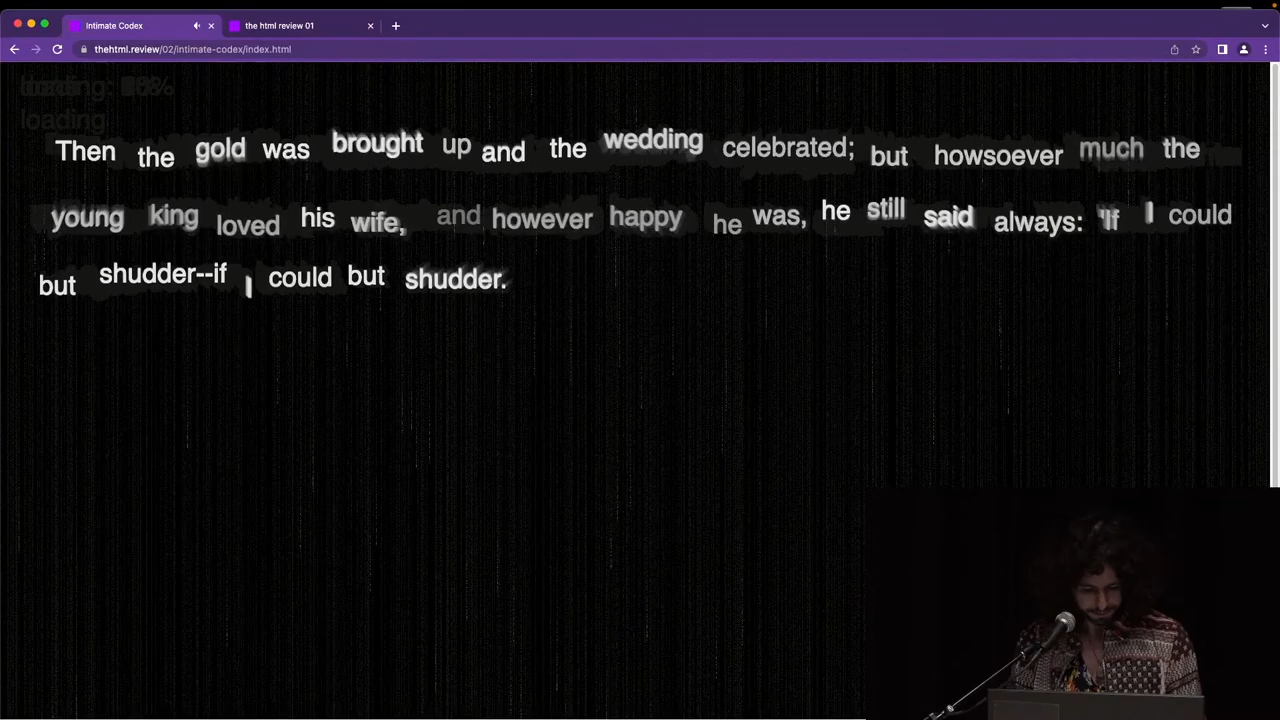 Intimate Codex
the html review 01
thehtml.review/02/intimate-codex/index.html
loading
Then the gold was brought up and the wedding celebrated; but howsoever much the
young king loved his wife, and however happy he was, he still said always: 'If I could
but shudder--if I could but shudder.